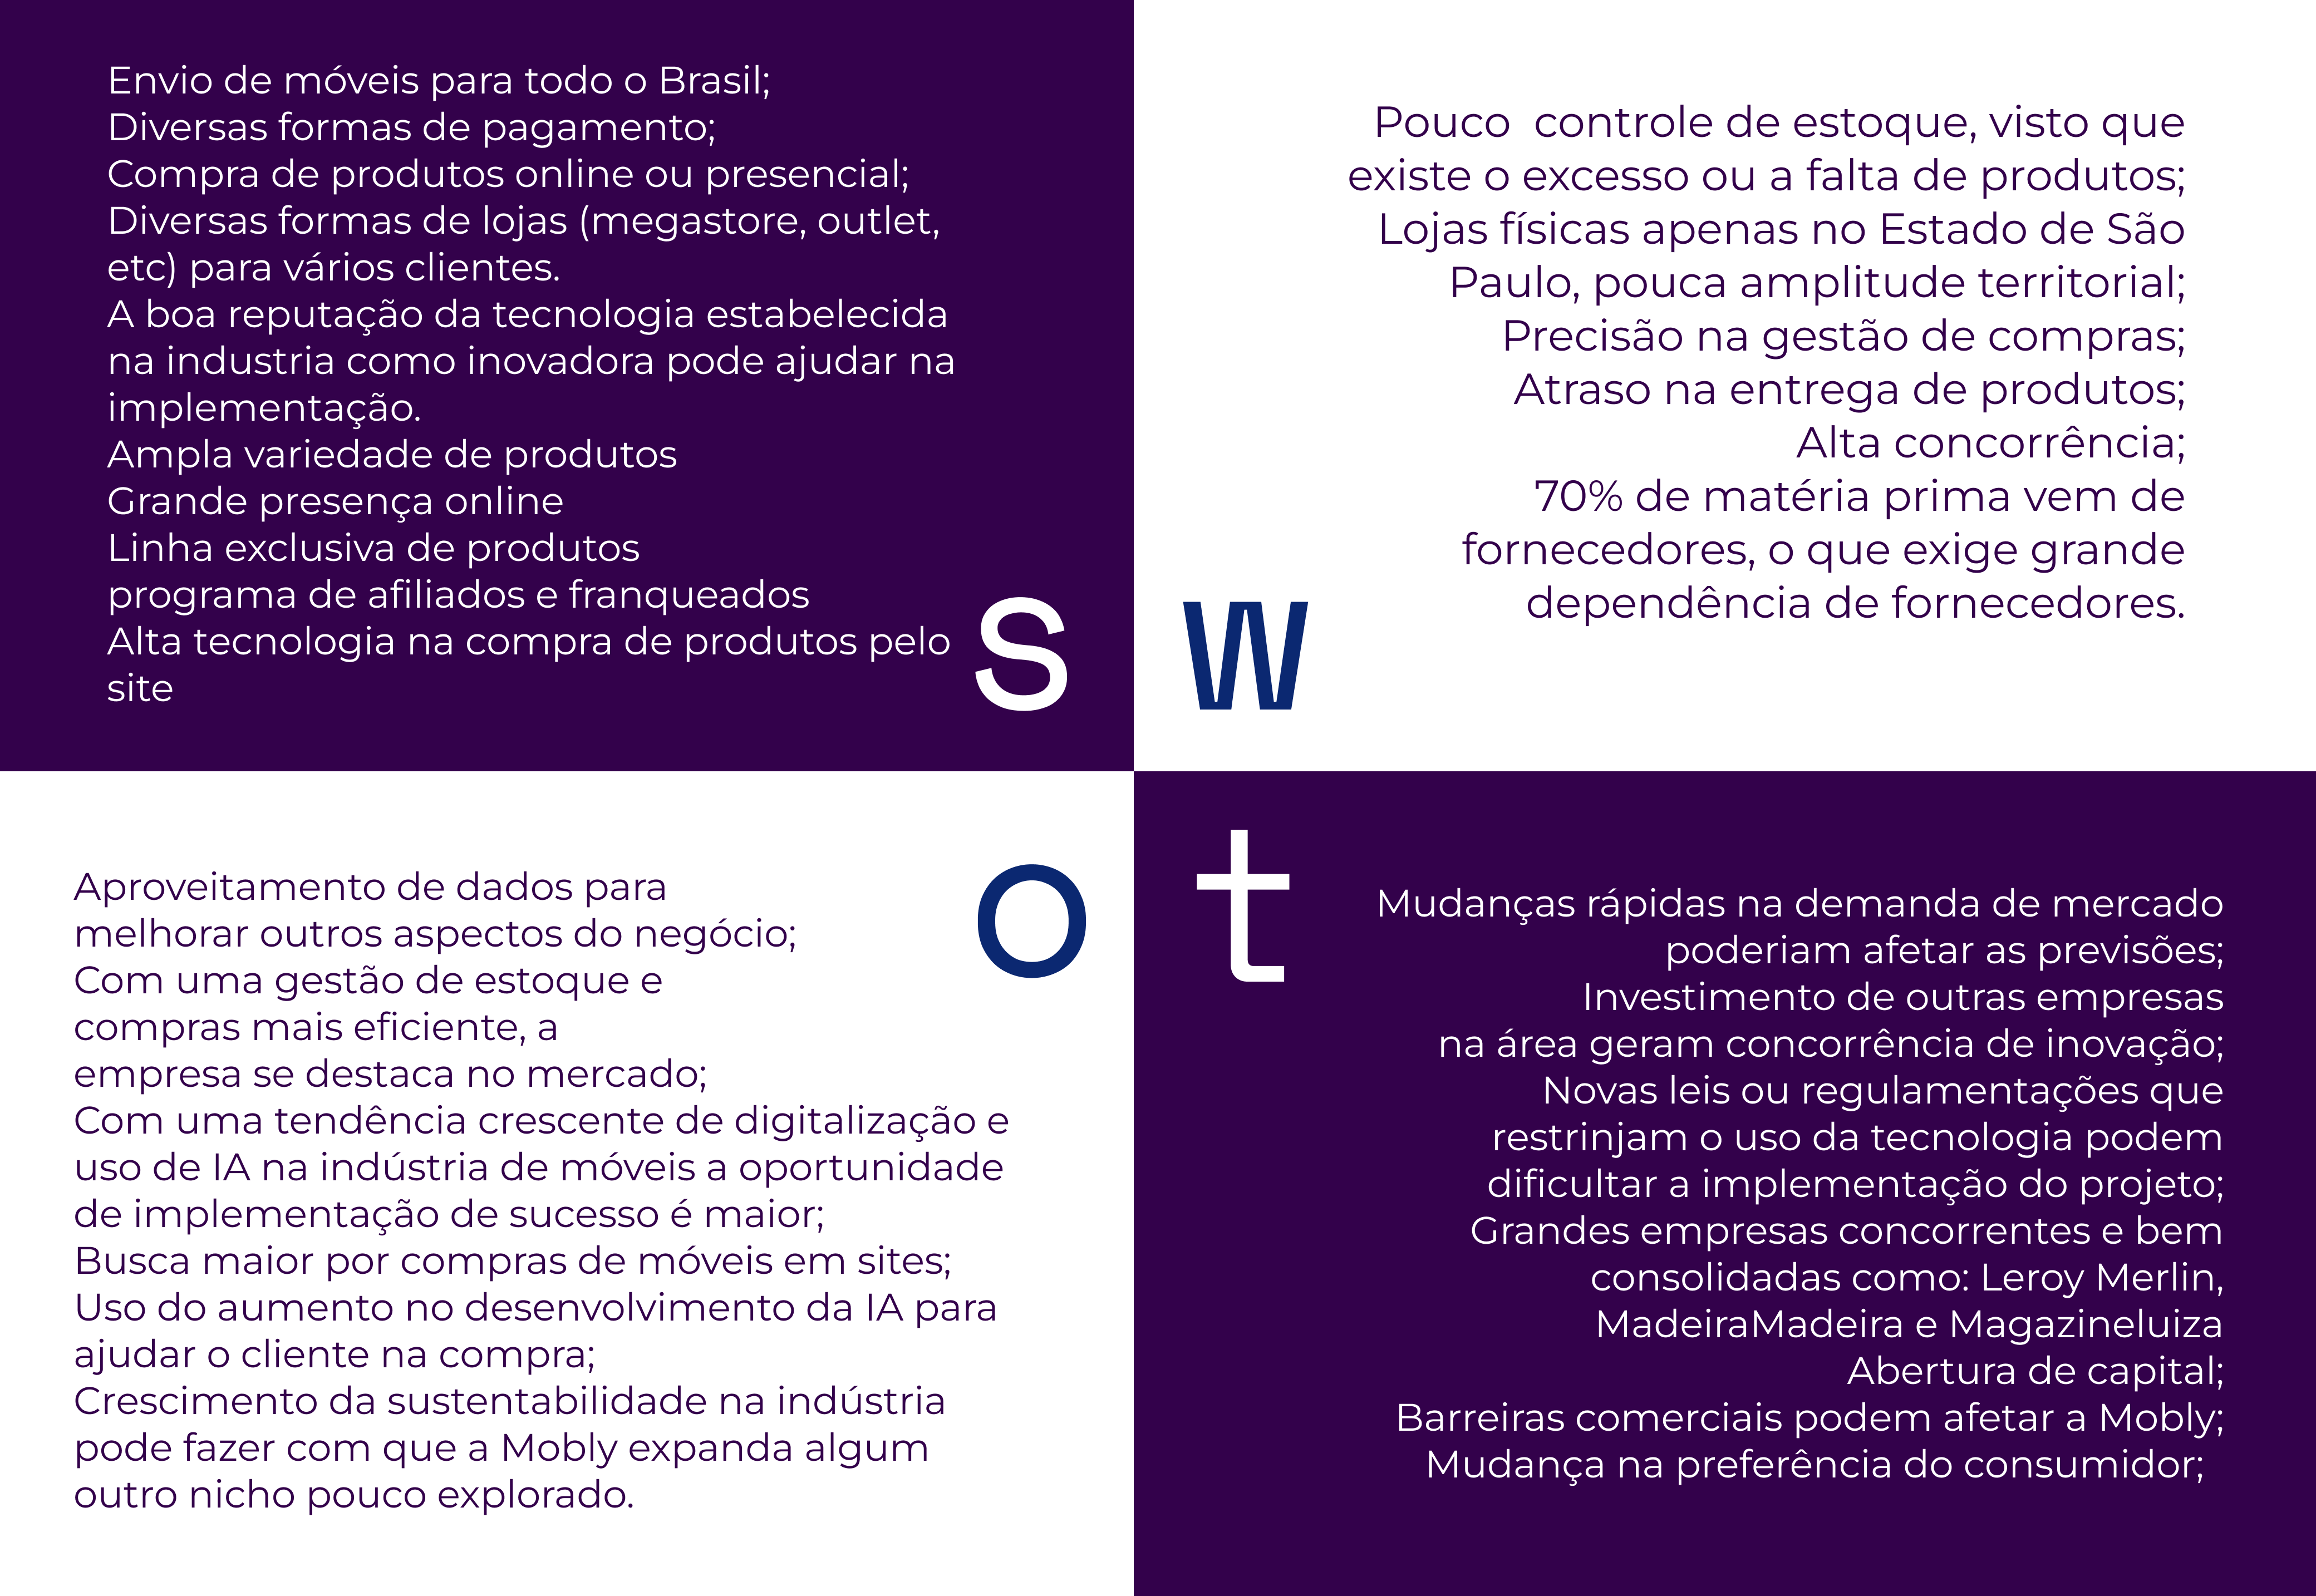 Envio de móveis para todo o Brasil;
Diversas formas de pagamento;
Compra de produtos online ou presencial;
Diversas formas de lojas (megastore, outlet,
etc) para vários clientes.
A boa reputação da tecnologia estabelecida
na industria como inovadora pode ajudar na
implementação.
Ampla variedade de produtos
Grande presença online
Linha exclusiva de produtos
programa de afiliados e franqueados
Alta tecnologia na compra de produtos pelo
site
s
w
Pouco  controle de estoque, visto que
existe o excesso ou a falta de produtos;
Lojas físicas apenas no Estado de São
Paulo, pouca amplitude territorial;
Precisão na gestão de compras;
Atraso na entrega de produtos;
Alta concorrência;
70% de matéria prima vem de
fornecedores, o que exige grande
dependência de fornecedores.
o
Aproveitamento de dados para
melhorar outros aspectos do negócio;
Com uma gestão de estoque e
compras mais eficiente, a
empresa se destaca no mercado;
Com uma tendência crescente de digitalização e
uso de IA na indústria de móveis a oportunidade
de implementação de sucesso é maior;
Busca maior por compras de móveis em sites;
Uso do aumento no desenvolvimento da IA para
ajudar o cliente na compra;
Crescimento da sustentabilidade na indústria
pode fazer com que a Mobly expanda algum
outro nicho pouco explorado.
t
Mudanças rápidas na demanda de mercado
poderiam afetar as previsões;
Investimento de outras empresas
na área geram concorrência de inovação;
Novas leis ou regulamentações que
restrinjam o uso da tecnologia podem
dificultar a implementação do projeto;
Grandes empresas concorrentes e bem
consolidadas como: Leroy Merlin,
MadeiraMadeira e Magazineluiza
Abertura de capital;
Barreiras comerciais podem afetar a Mobly;
Mudança na preferência do consumidor;